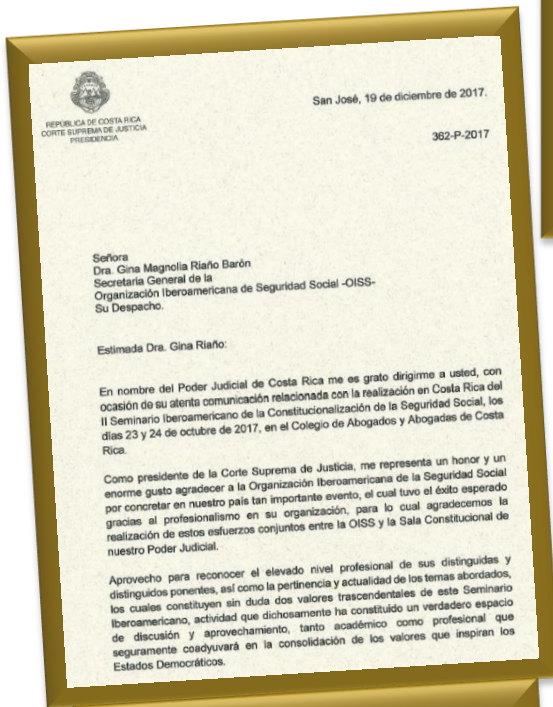 San José, 19 de diciembre de 2017.
REPÚBLICA DE COSTA RICA
CORTE SUPREMA DE JUSTICIA
PRESIDENCIA
362-P-2017
Señora
Dra. Gina Magnolia Riaño Barón
Secretaria General de la
Organización Iberoamericana de Seguridad Social -OISS-
Su Despacho.
Estimada Dra. Gina Riaño:
En nombre del Poder Judicial de Costa Rica me es grato dirigirme a usted, con
ocasión de su atenta comunicación relacionada con la realización en Costa Rica del
II Seminario Iberoamericano de la Constitucionalización de la Seguridad Social, los
días 23 y 24 de octubre de 2017, en el Colegio de Abogados y Abogadas de Costa
Rica.
Como presidente de la Corte Suprema de Justicia, me representa un honor y un
enorme gusto agradecer a la Organización Iberoamericana de la Seguridad Social
por concretar en nuestro país tan importante evento, el cual tuvo el éxito esperado
gracias al profesionalismo en su organización, para lo cual agradecemos la
realización de estos esfuerzos conjuntos entre la OISS y la Sala Constitucional de
nuestro Poder Judicial.
Aprovecho para reconocer el elevado nivel profesional de sus distinguidas y
distinguidos ponentes, así como la pertinencia y actualidad de los temas abordados,
los cuales constituyen sin duda dos valores trascendentales de este Seminario
Iberoamericano, actividad que dichosamente ha constituido un verdadero espacio
de discusión y aprovechamiento, tanto académico como profesional que
seguramente coadyuvará en la consolidación de los valores que inspiran los
Estados Democráticos.